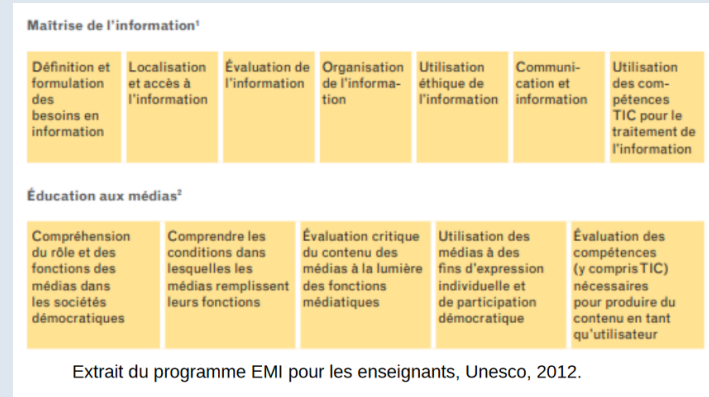 Maîtrise de l'information¹
Définition et
formulation
des
besoins en
information
Localisation
et accès à
l'information
Évaluation de
l'information
Organisation
de l'informa-
tion
Utilisation
éthique de
l'information
Communi-
cation et
information
Utilisation
des com-
pétences
TIC pour le
traitement de
l'information
Éducation aux médias²
Compréhension
du rôle et des
fonctions des
médias dans
les sociétés
démocratiques
Comprendre les
conditions dans
lesquelles les
médias remplissent
leurs fonctions
Évaluation critique
du contenu des
médias à la lumière
des fonctions
médiatiques
Utilisation des
médias à des
fins d'expression
individuelle et
de participation
démocratique
Évaluation des
compétences
(y compris TIC)
nécessaires
pour produire du
contenu en tant
qu'utilisateur
Extrait du programme EMI pour les enseignants, Unesco, 2012.